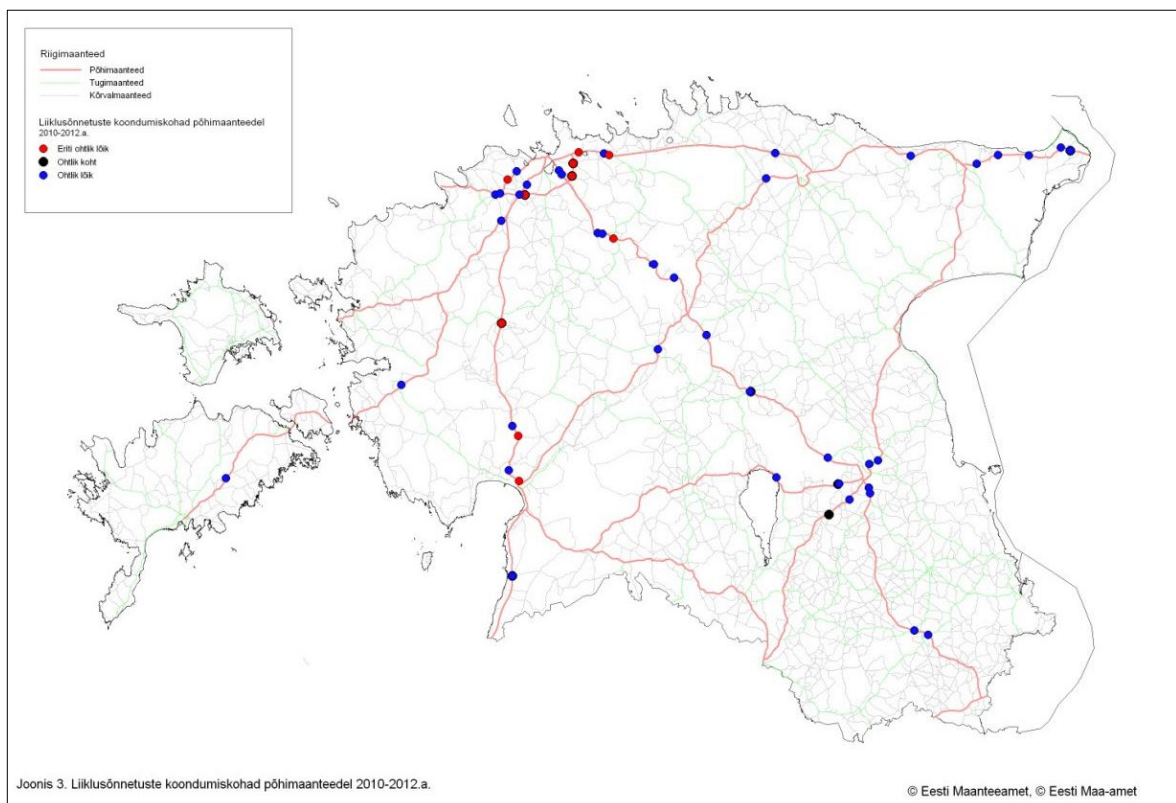 Riigimaanteed
Põhimaanteed
Tugimaanteed
Kõrvalmaanteed
Liiklusõnnetuste koondumiskohad põhimaanteedel
2010-2012.a.
Eriti ohtlik lõik
Ohtlik koht
Ohtlik lõik
Joonis 3. Liiklusõnnetuste koondumiskohad põhimaanteedel 2010-2012.a.
© Eesti Maanteeamet, © Eesti Maa-amet